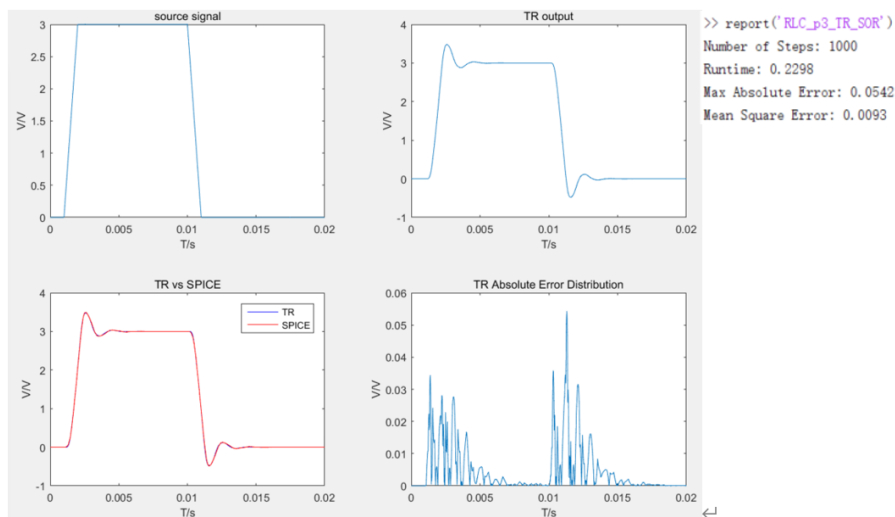 source signal
V/V
3
2.5
2
1.5
1
0.5
0
0
0.005
0.01
0.015
0.02
T/s
TR output
V/V
4
3
2
1
0
-1
0
0.005
0.01
0.015
0.02
T/s
>> report('RLC_p3_TR_SOR')
Number of Steps: 1000
Runtime: 0.2298
Max Absolute Error: 0.0542
Mean Square Error: 0.0093
TR vs SPICE
V/V
4
3
2
1
0
-1
TR
SPICE
0
0.005
0.01
0.015
0.02
T/s
TR Absolute Error Distribution
V/V
0.06
0.05
0.04
0.03
0.02
0.01
0
0
0.005
0.01
0.015
0.02
T/s